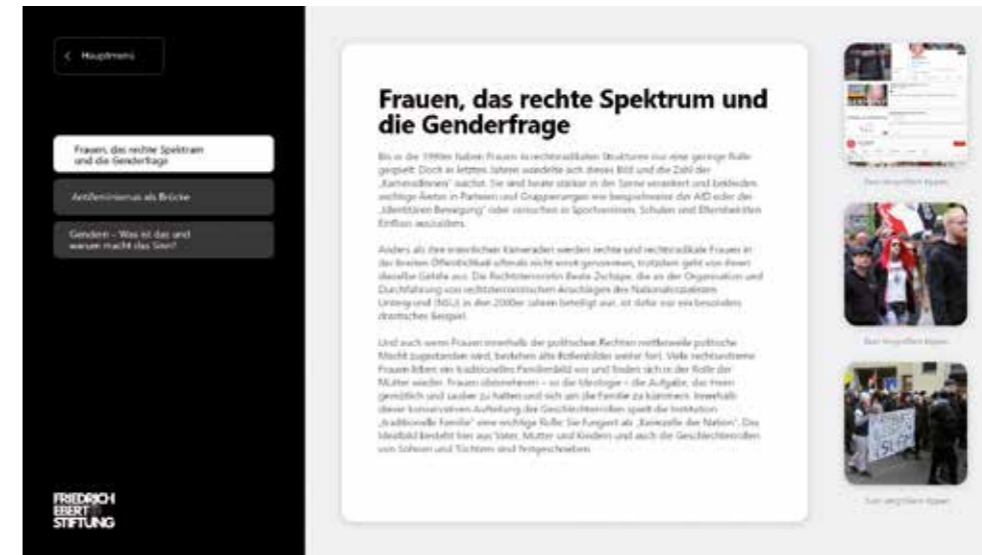 Hauptmenü
Frauen, das rechte Spektrum
und die Genderfrage
Antifeminismus als Brücke
Gendern – Was ist das und
warum macht das Sinn?
FRIEDRICH
EBERT
STIFTUNG
Frauen, das rechte Spektrum und
die Genderfrage
Bis in die 1990er haben Frauen in rechtsradikalen Strukturen nur eine geringe Rolle
gespielt. Doch in letzten Jahren wandelte sich dieses Bild und die Zahl der
„Kameradinnen" wächst. Sie sind heute stärker in der Szene verankert und bekleiden
wichtige Ämter in Parteien und Gruppierungen wie beispielsweise der AfD oder der
„Identitären Bewegung" oder versuchen in Sportvereinen, Schulen und Elternbeiräten
Einfluss auszuüben.
Anders als ihre männlichen Kameraden werden rechte und rechtsradikale Frauen in
der breiten Öffentlichkeit oftmals nicht ernst genommen, trotzdem geht von ihnen
dieselbe Gefahr aus. Die Rechtsterroristin Beate Zschäpe, die an der Organisation und
Durchführung von rechtsterroristischen Anschlägen des Nationalsozialisten
Untergrund (NSU) in den 2000er Jahren beteiligt war, ist dafür nur ein besonders
drastisches Beispiel.
Und auch wenn Frauen innerhalb der politischen Rechten mittlerweile politische
Macht zugestanden wird, bestehen alte Rollenbilder weiter fort. Viele rechtsextreme
Frauen leben ein traditionelles Familienbild vor und finden sich in der Rolle der
Mutter wieder. Frauen übernehmen – so die Ideologie – die Aufgabe, das Heim
gemütlich und sauber zu halten und sich um die Familie zu kümmern. Innerhalb
dieser konservativen Aufteilung der Geschlechterrollen spielt die Institution
„traditionelle Familie" eine wichtige Rolle: Sie fungiert als „Keimzelle der Nation". Das
Idealbild besteht hier aus Vater, Mutter und Kindern und auch die Geschlechterrollen
von Söhnen und Töchtern sind festgeschrieben.
Zum Vergrößern tippen
Zum Vergrößern tippen
Zum Vergrößern tippen